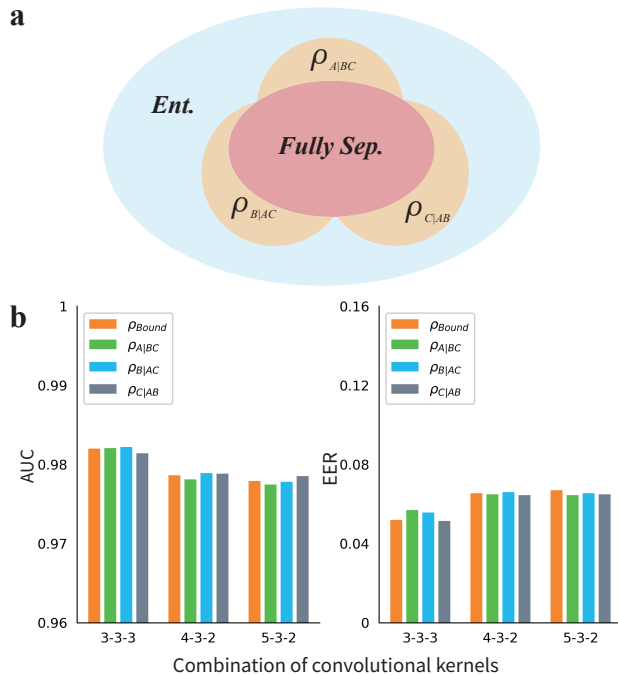 a
ρA|BC
Ent.
Fully Sep.
ρB|AC
ρC|AB
b
AUC
1
0.99
0.98
0.97
0.96
ρBound
ρA|BC
ρB|AC
ρC|AB
3-3-3
4-3-2
5-3-2
EER
0.16
0.12
0.08
0.04
0
ρBound
ρA|BC
ρB|AC
ρC|AB
3-3-3
4-3-2
5-3-2
Combination of convolutional kernels